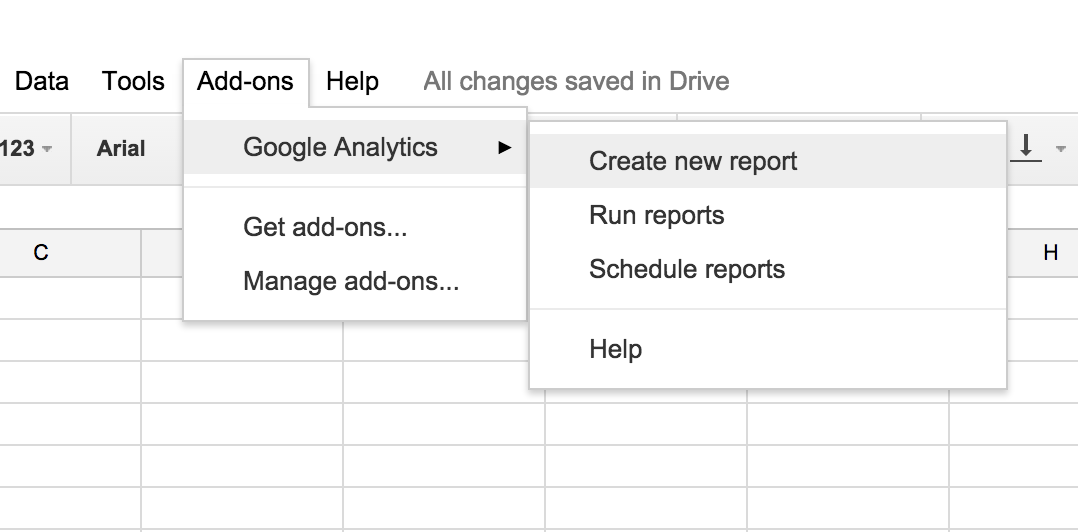 Data Tools Add-ons Help All changes saved in Drive
123 Arial
Google Analytics
Create new report
Run reports
Schedule reports
Help
Get add-ons...
Manage add-ons...
C H